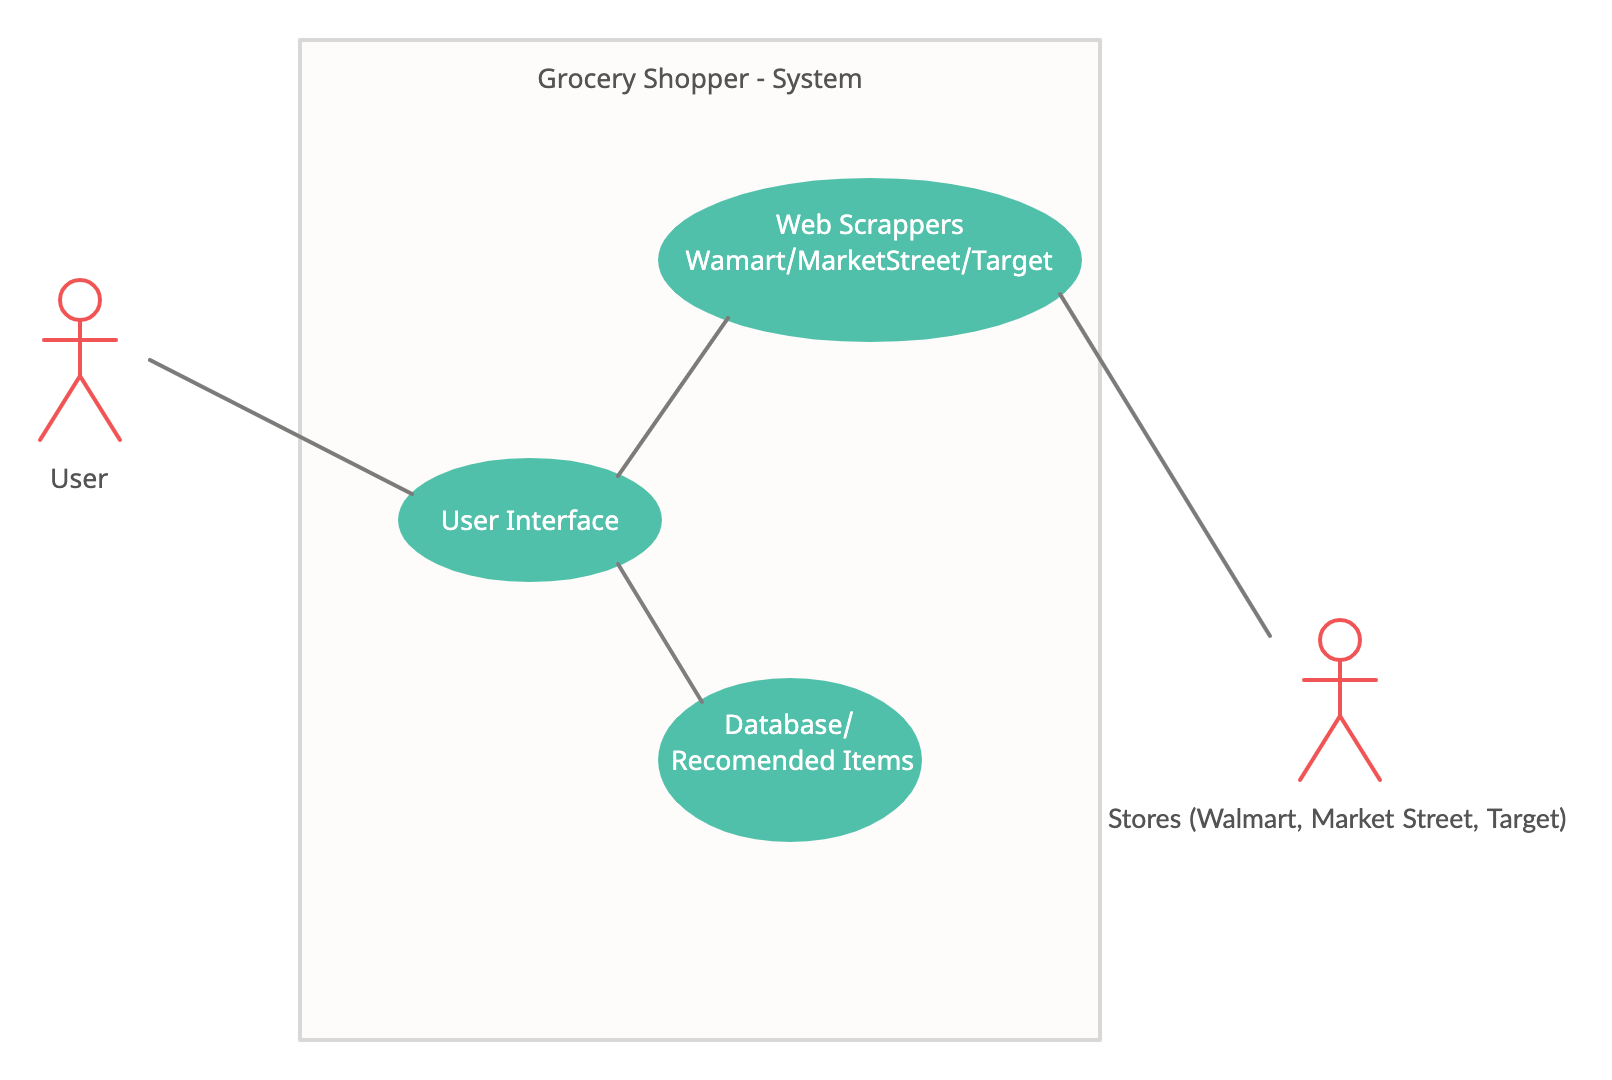 Grocery Shopper - System
Web Scrappers
Wamart/MarketStreet/Target
User
User Interface
Database/
Recomended Items
Stores (Walmart, Market Street, Target)